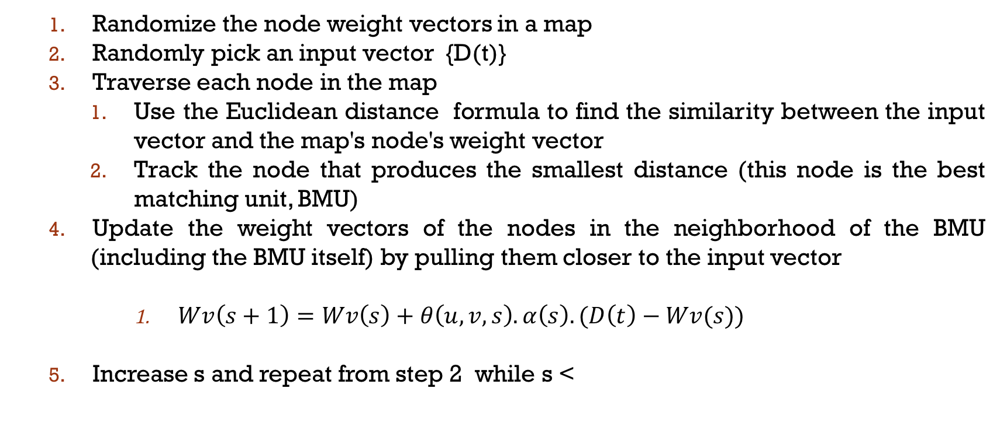 1. Randomize the node weight vectors in a map
2. Randomly pick an input vector {D(t)}
3. Traverse each node in the map
1. Use the Euclidean distance formula to find the similarity between the input
vector and the map's node's weight vector
2. Track the node that produces the smallest distance (this node is the best
matching unit, BMU)
4. Update the weight vectors of the nodes in the neighborhood of the BMU
(including the BMU itself) by pulling them closer to the input vector
1. Wv(s + 1) = Wv(s) + θ(u, v, s). α(s). (D(t) − Wv(s))
5. Increase s and repeat from step 2 while s <